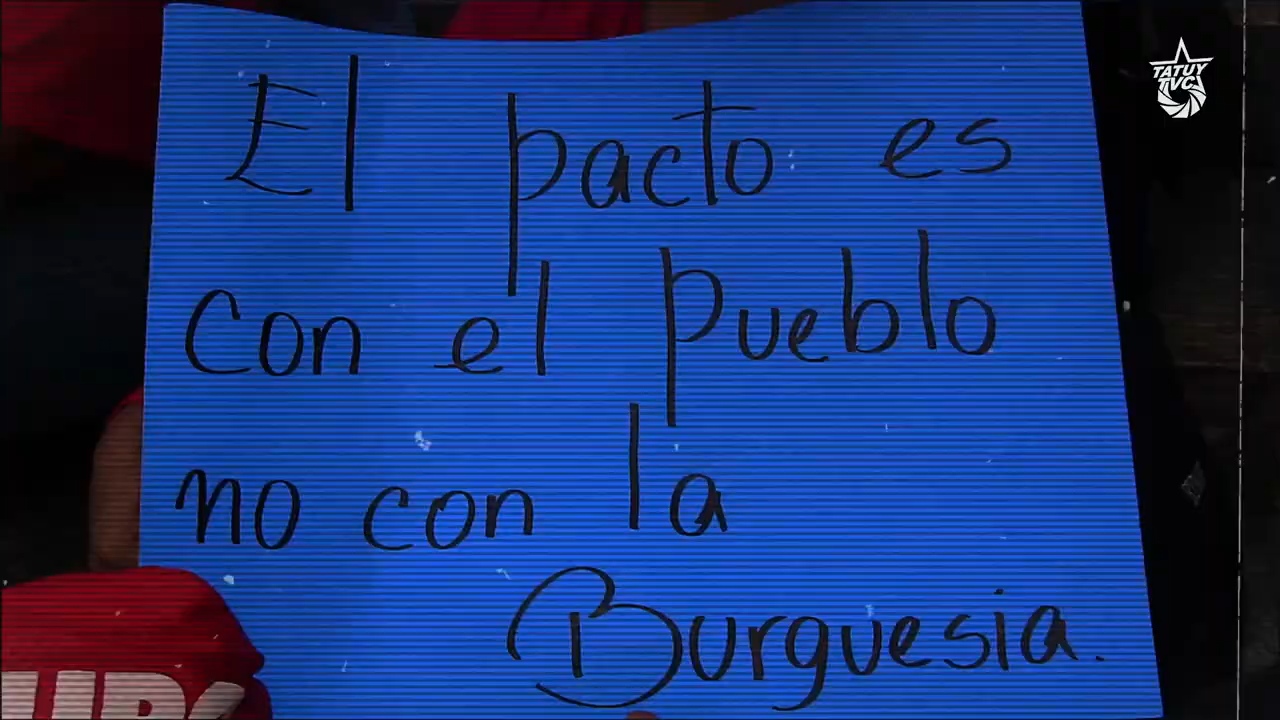 El pacto es
con el pueblo
no con la
Burguesia.
TATUY
TVC